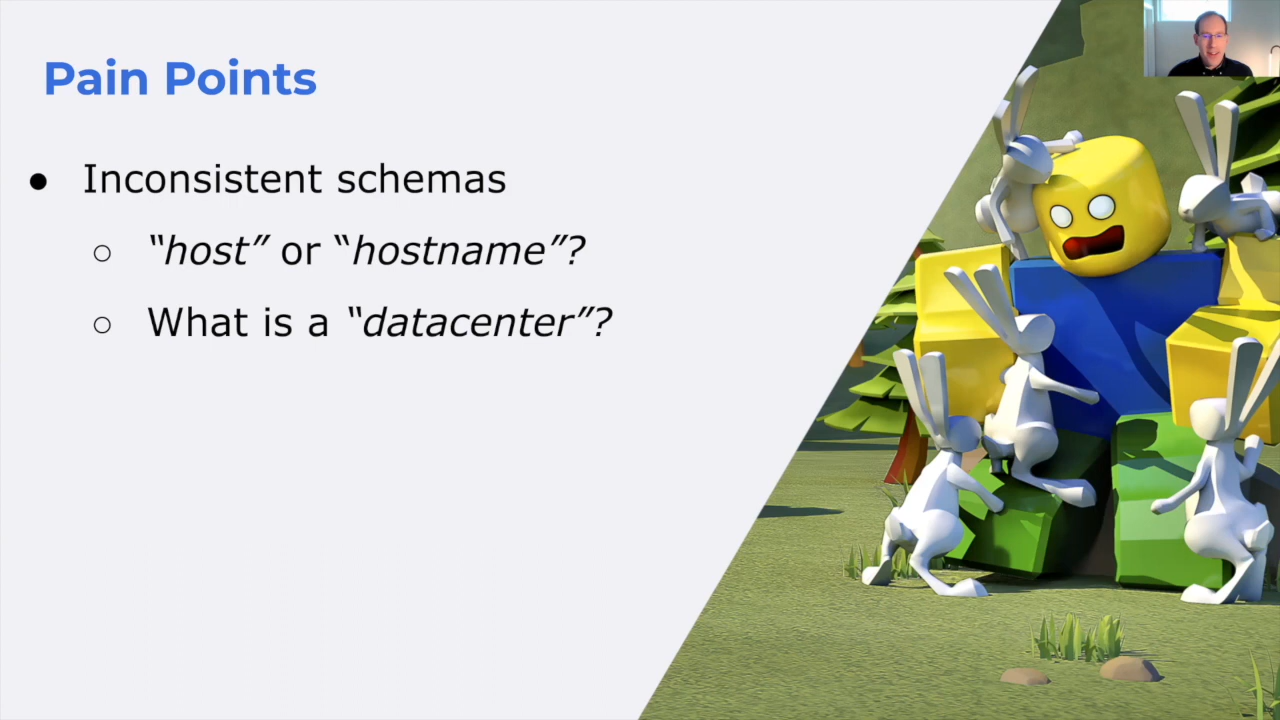 Pain Points
● Inconsistent schemas
○ “host” or “hostname”?
○ What is a “datacenter”?